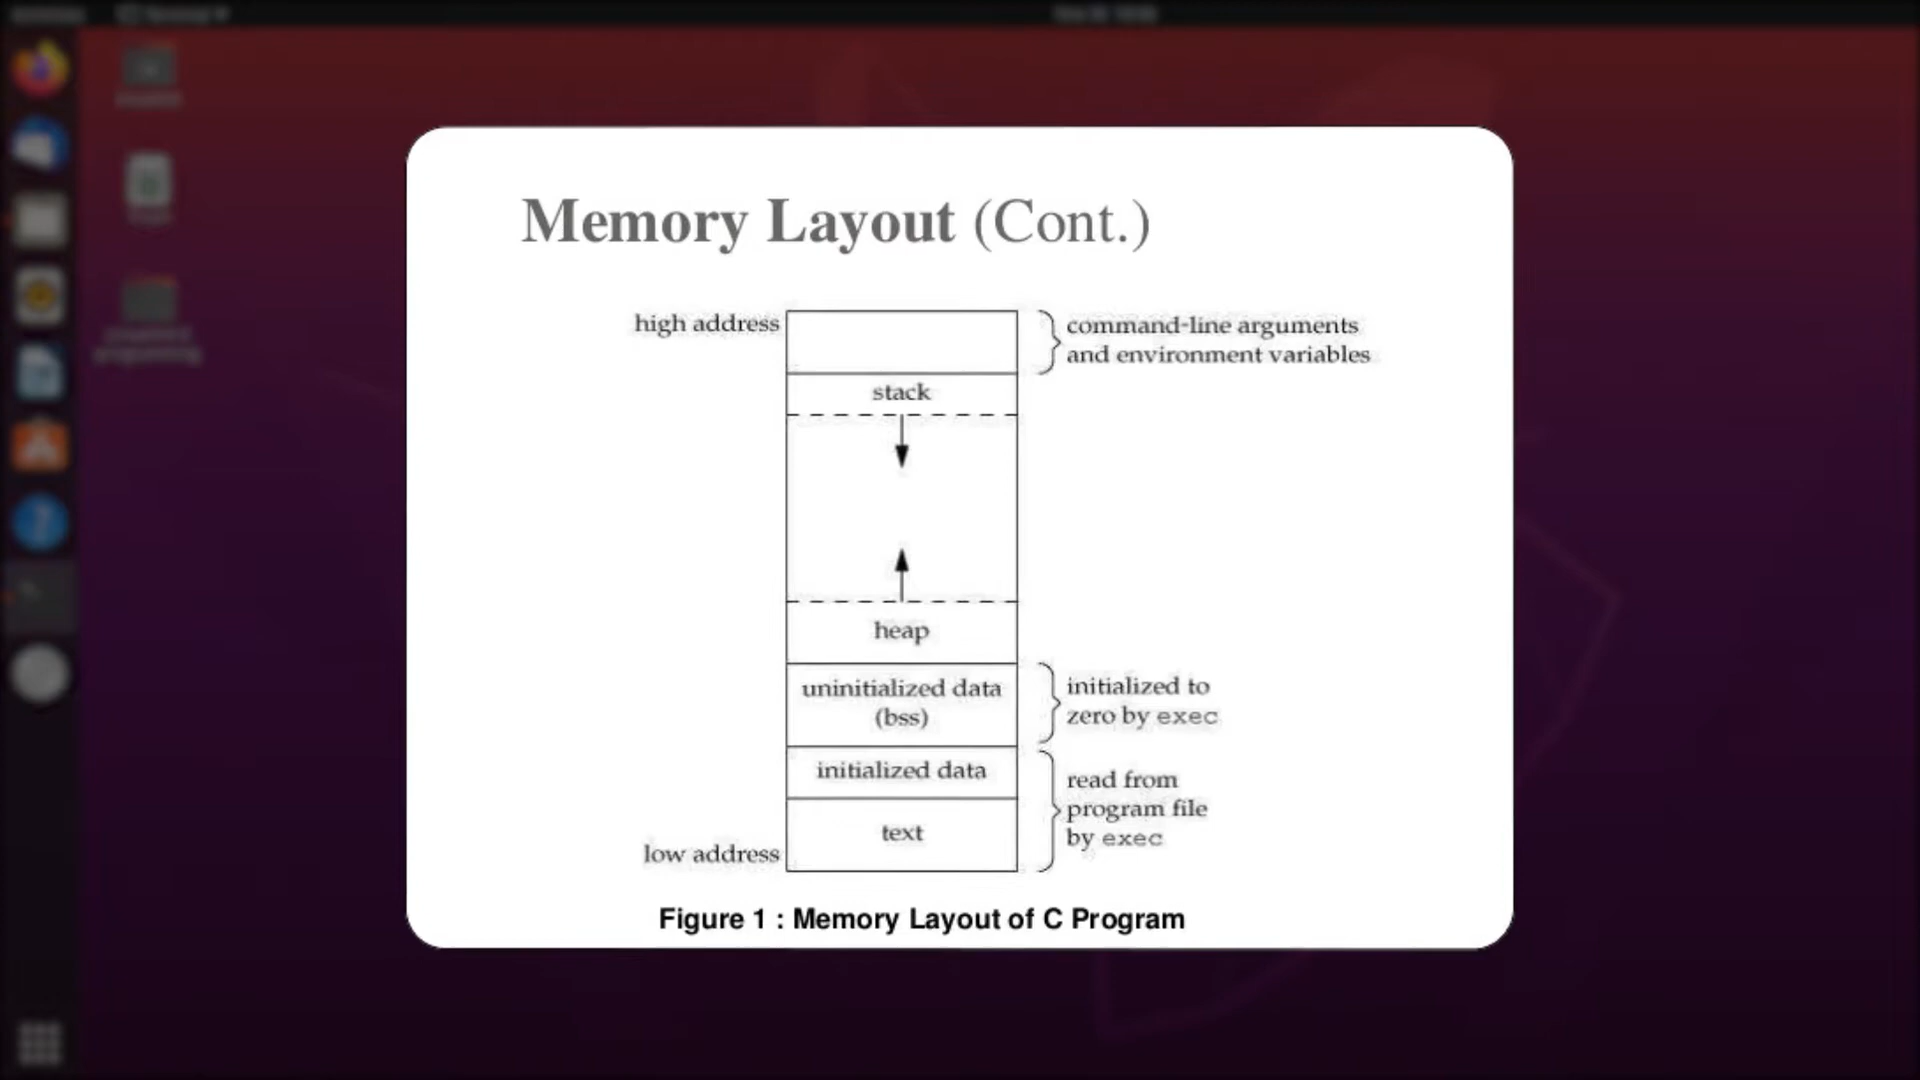 Memory Layout (Cont.)
high address
command-line arguments
and environment variables
stack
heap
uninitialized data
(bss)
initialized to
zero by exec
initialized data
read from
program file
by exec
text
low address
Figure 1 : Memory Layout of C Program